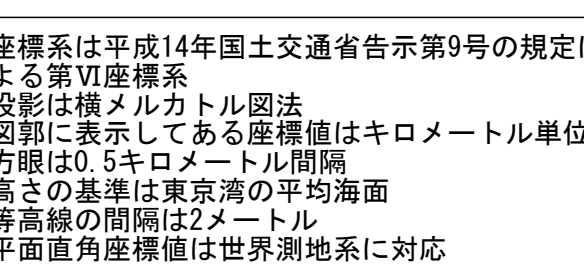 座標系は平成14年国土交通省告示第9号の規定に
よる第Ⅵ座標系
投影は横メルカトル図法
図郭に表示してある座標値はキロメートル単位
方眼は0.5キロメートル間隔
高さの基準は東京湾の平均海面
等高線の間隔は2メートル
平面直角座標値は世界測地系に対応